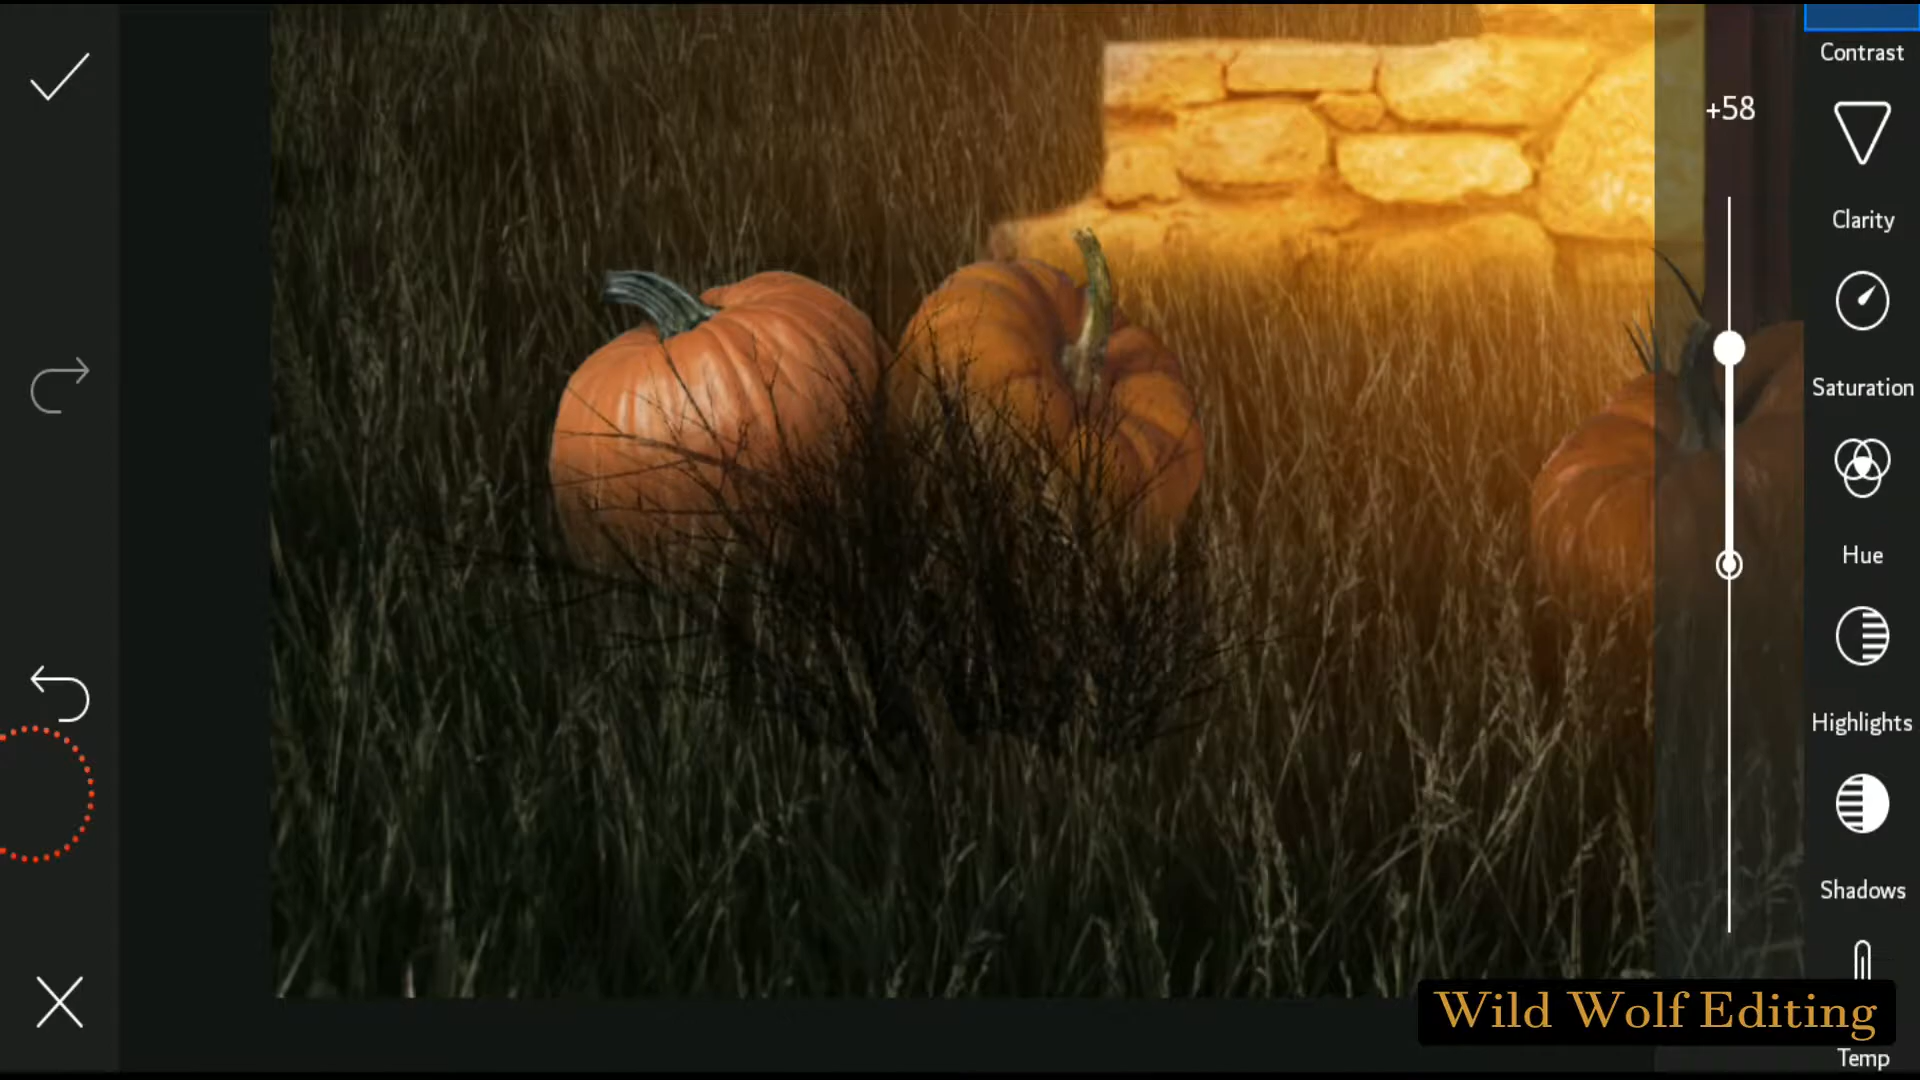 Contrast
+58
Clarity
Saturation
Hue
Highlights
Shadows
Wild Wolf Editing
Temp